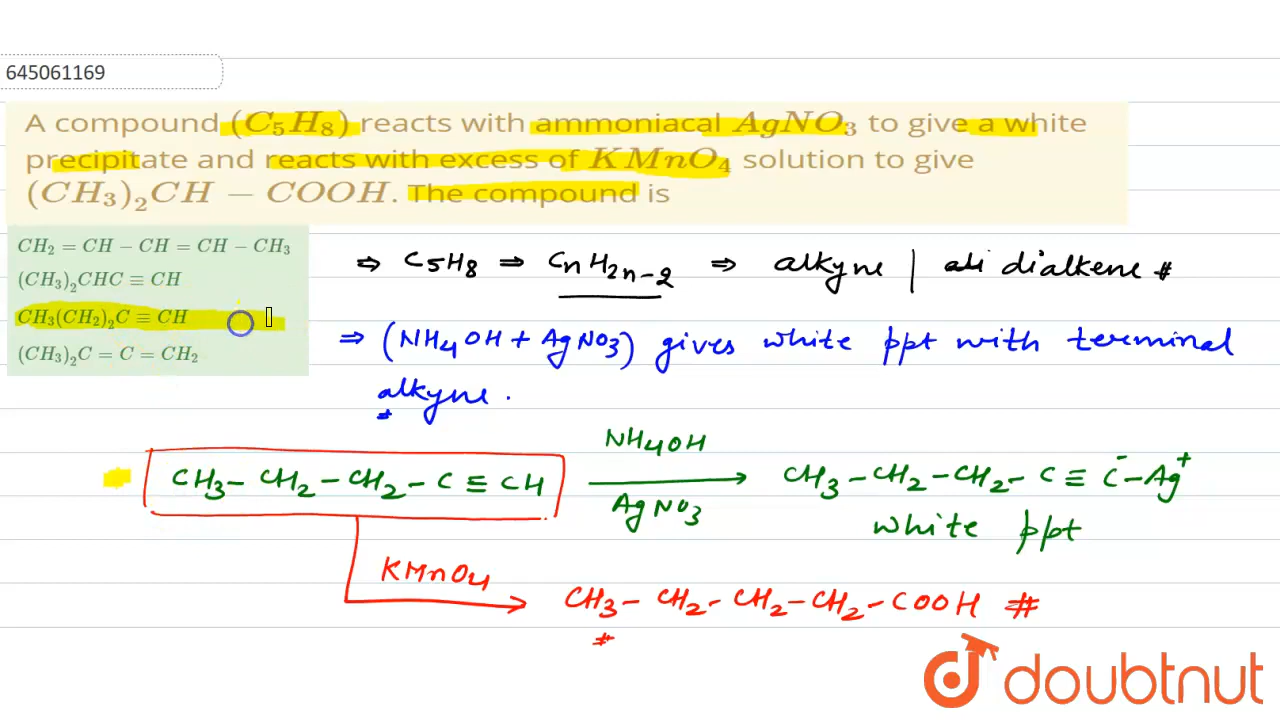 645061169
A compound (C₅H₈) reacts with ammoniacal AgNO₃ to give a white
precipitate and reacts with excess of KMnO₄ solution to give
(CH₃)₂CH − COOH. The compound is
CH₂ = CH − CH = CH − CH₃
(CH₃)₂CHC ≡ CH
CH₃(CH₂)₂C ≡ CH
(CH₃)₂C = C = CH₂
⇒ C₅H₈ ⇒ CₙH₂ₙ₋₂ ⇒ alkyne | dialkene #
⇒ (NH₄OH + AgNO₃) gives white ppt with terminal
alkyne.
CH₃ − CH₂ − CH₂ − C ≡ CH
NH₄OH
AgNO₃
CH₃ − CH₂ − CH₂ − C ≡ C⁻ − Ag⁺
white ppt
KMnO₄
CH₃ − CH₂ − CH₂ − CH₂ − COOH #
doubtnut